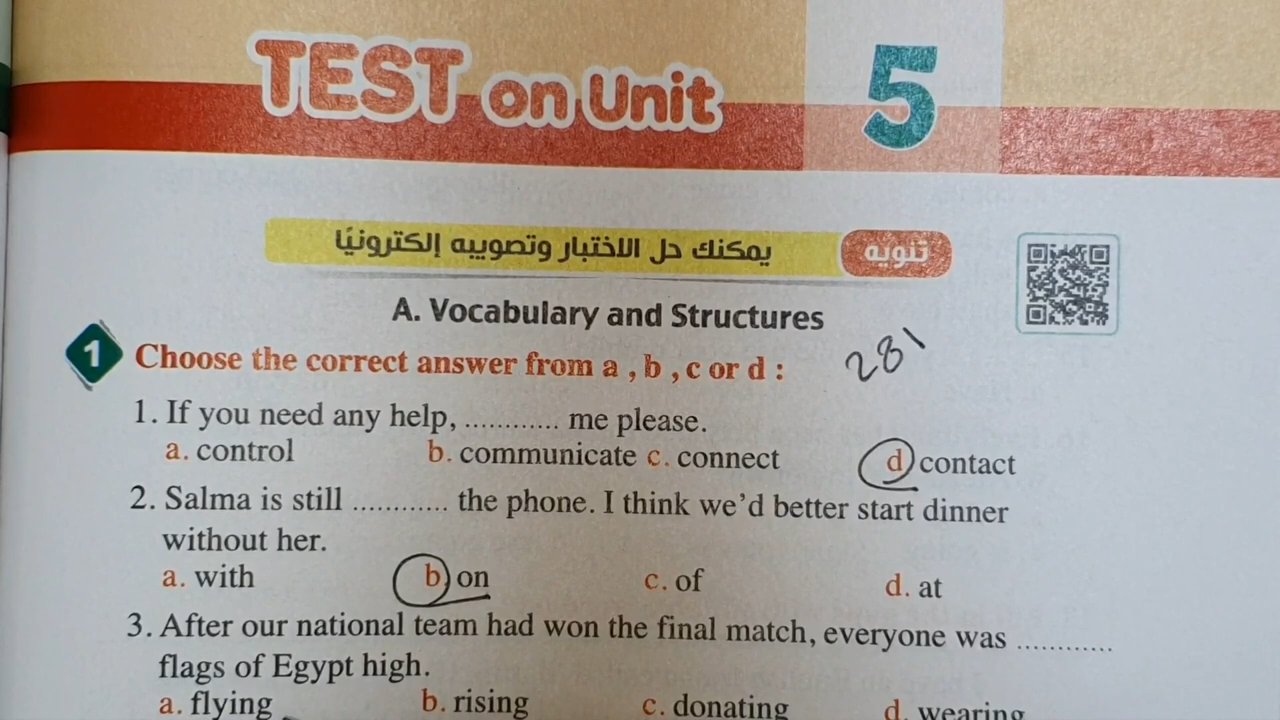 TEST on Unit 5
تنويه يمكنك حل الاختبار وتصويبه إلكترونيًا
A. Vocabulary and Structures
1 Choose the correct answer from a , b , c or d :
281
1. If you need any help, ............ me please.
a. control b. communicate c. connect d contact
2. Salma is still ............ the phone. I think we'd better start dinner
without her.
a. with b on c. of d. at
3. After our national team had won the final match, everyone was ............
flags of Egypt high.
a. flying b. rising c. donating d. wearing